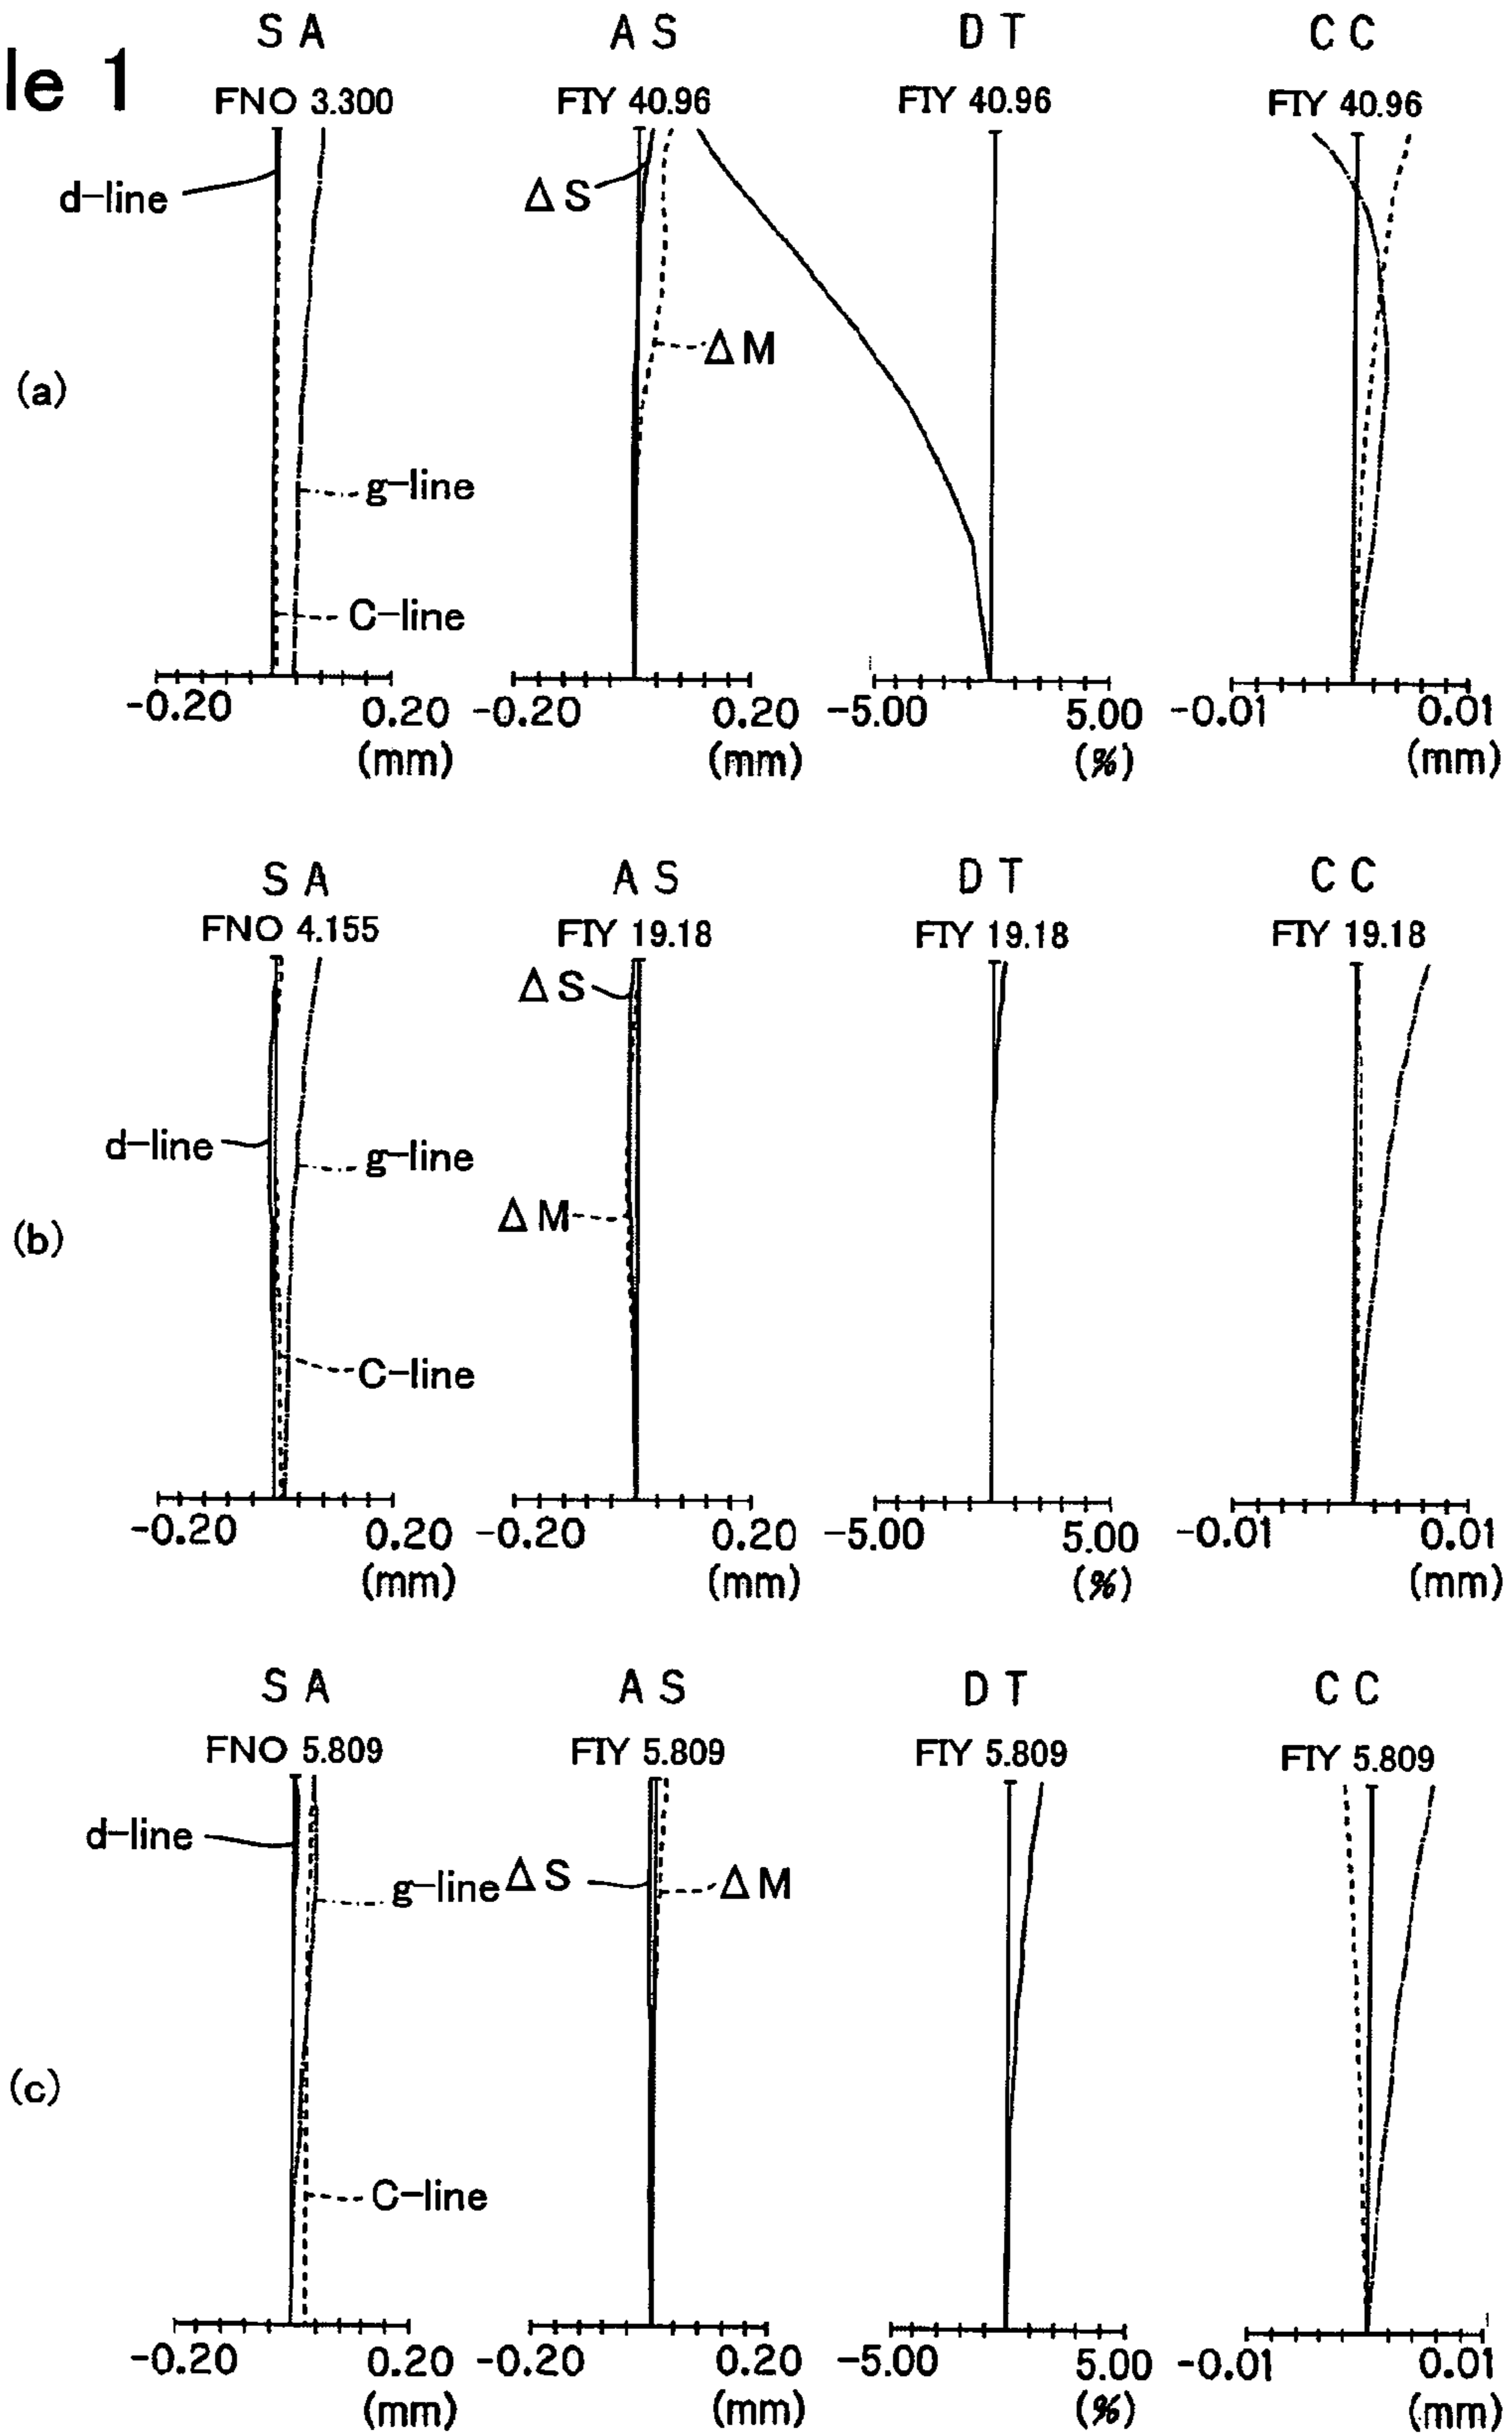 le 1
S A A S D T C C
FNO 3.300 FIY 40.96 FIY 40.96 FIY 40.96
d-line ΔS
ΔM
(a)
g-line
C-line
-0.20 0.20 -0.20 0.20 -5.00 5.00 -0.01 0.01
(mm) (mm) (%) (mm)
S A A S D T C C
FNO 4.155 FIY 19.18 FIY 19.18 FIY 19.18
ΔS
d-line g-line
ΔM
(b)
C-line
-0.20 0.20 -0.20 0.20 -5.00 5.00 -0.01 0.01
(mm) (mm) (%) (mm)
S A A S D T C C
FNO 5.809 FIY 5.809 FIY 5.809 FIY 5.809
d-line
g-line ΔS ΔM
(c)
C-line
-0.20 0.20 -0.20 0.20 -5.00 5.00 -0.01 0.01
(mm) (mm) (%) (mm)